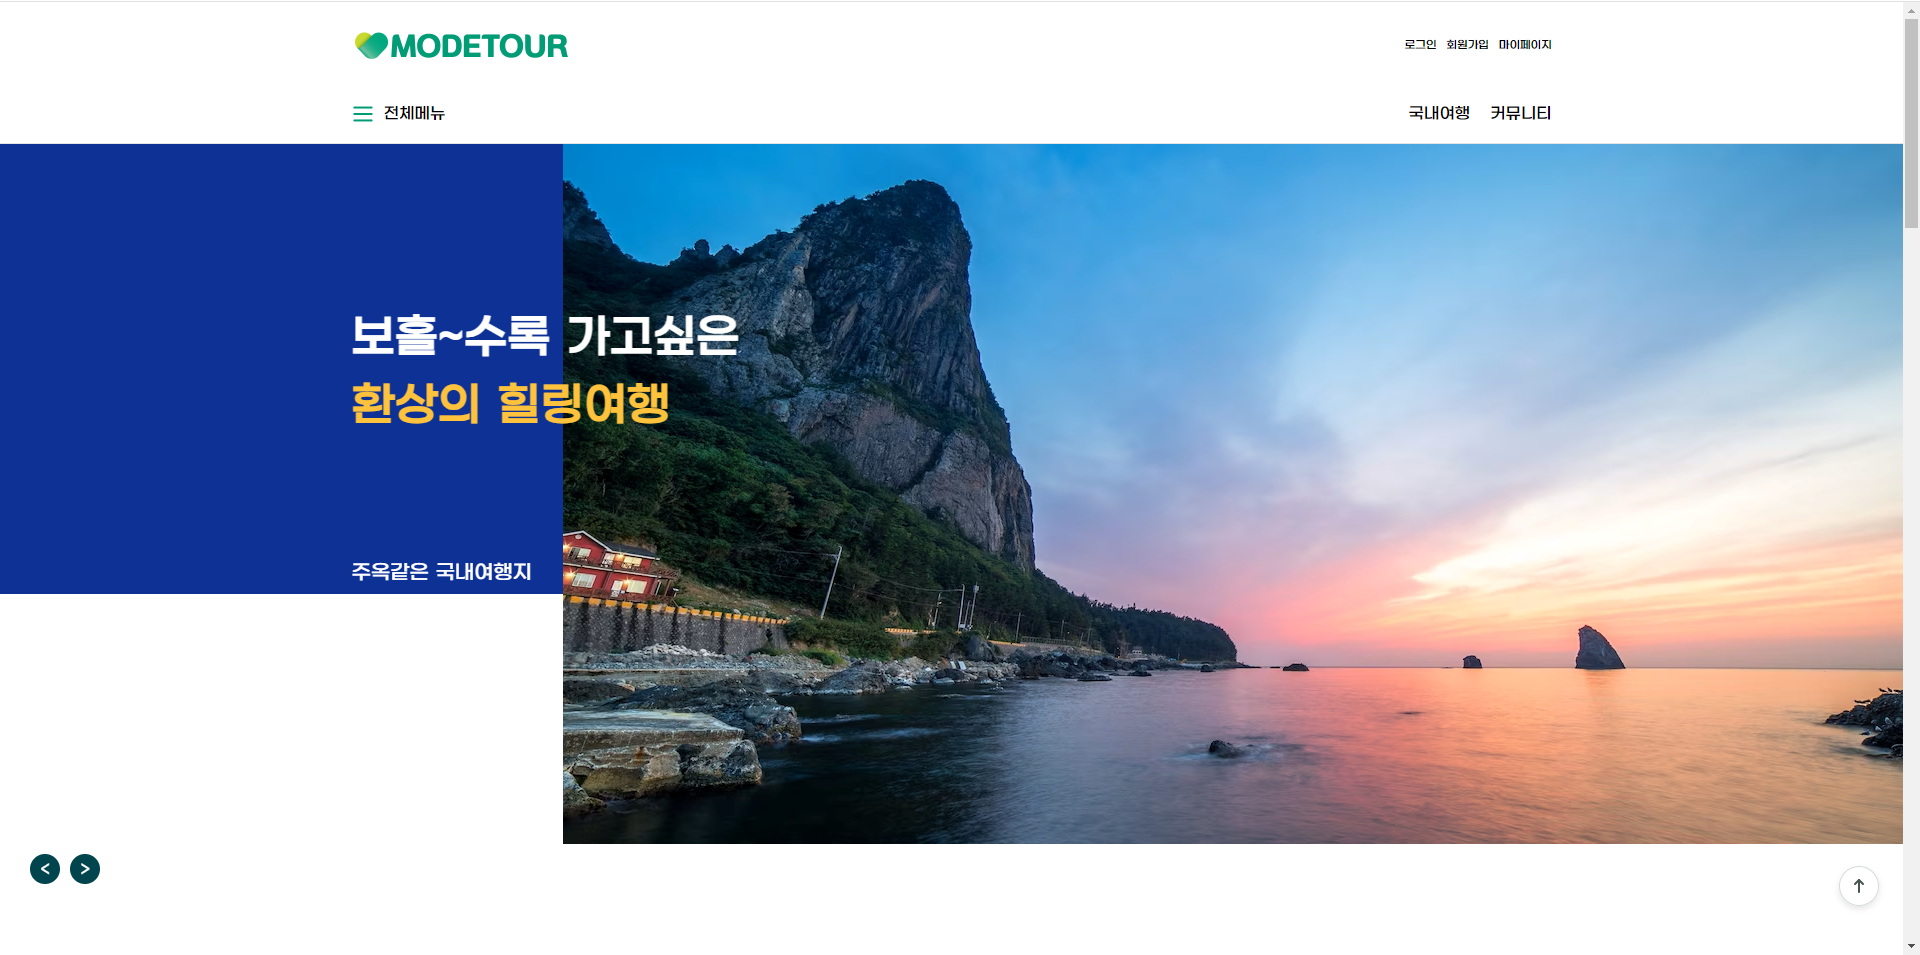 MODETOUR
로그인 회원가입 마이페이지
전체메뉴
국내여행 커뮤니티
보홀~수록 가고싶은
환상의 힐링여행
주옥같은 국내여행지
< >